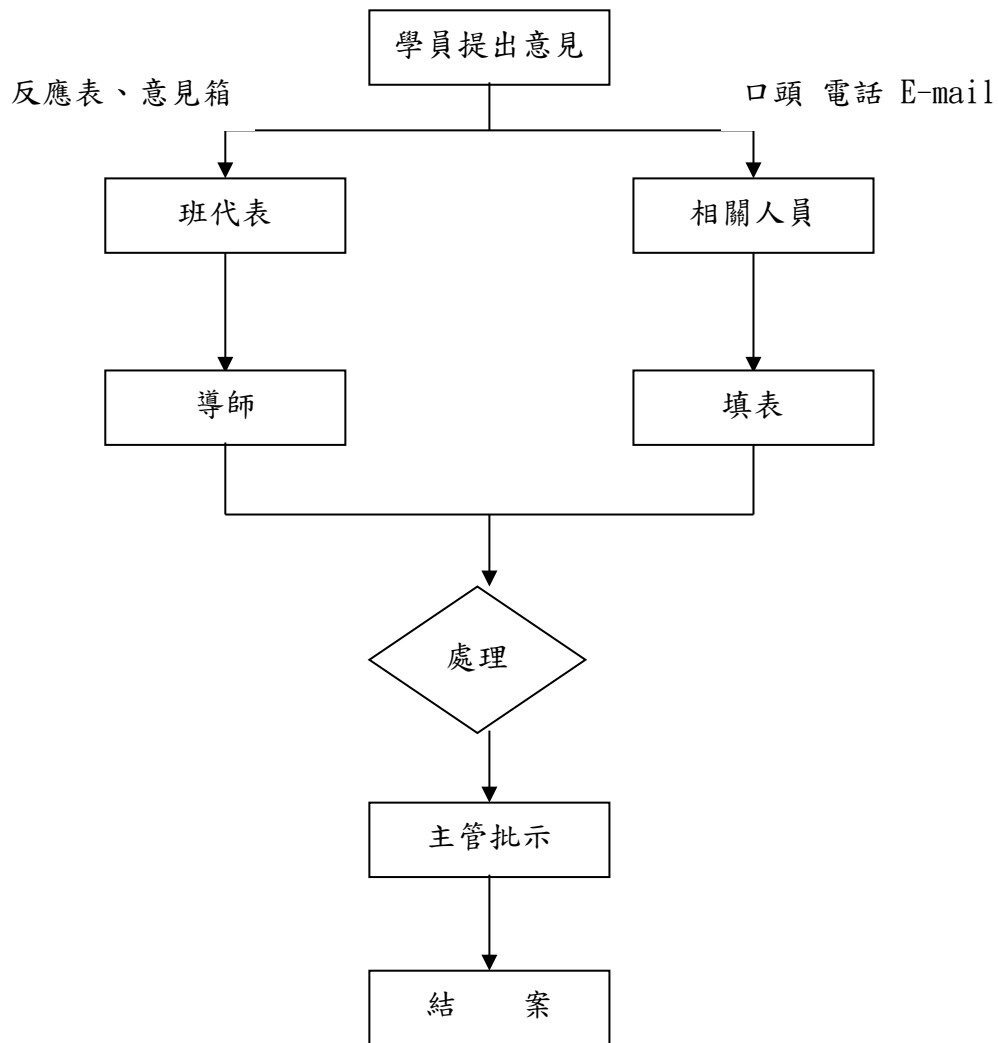 學員提出意見
反應表、意見箱
口頭 電話 E-mail
班代表
相關人員
導師
填表
處理
主管批示
結 案